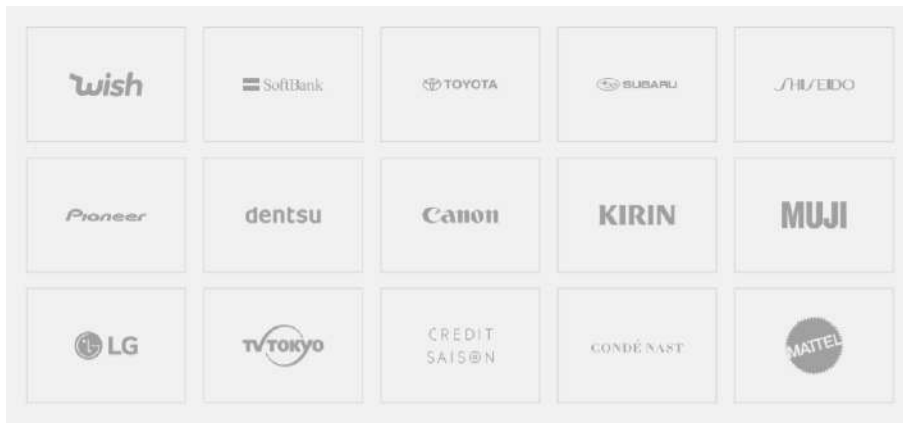 wish
SoftBank
TOYOTA
SUBARU
SHISEIDO
Pioneer
dentsu
Canon
KIRIN
MUJI
LG
TV TOKYO
CREDIT
SAISON
CONDÉ NAST
MATTEL